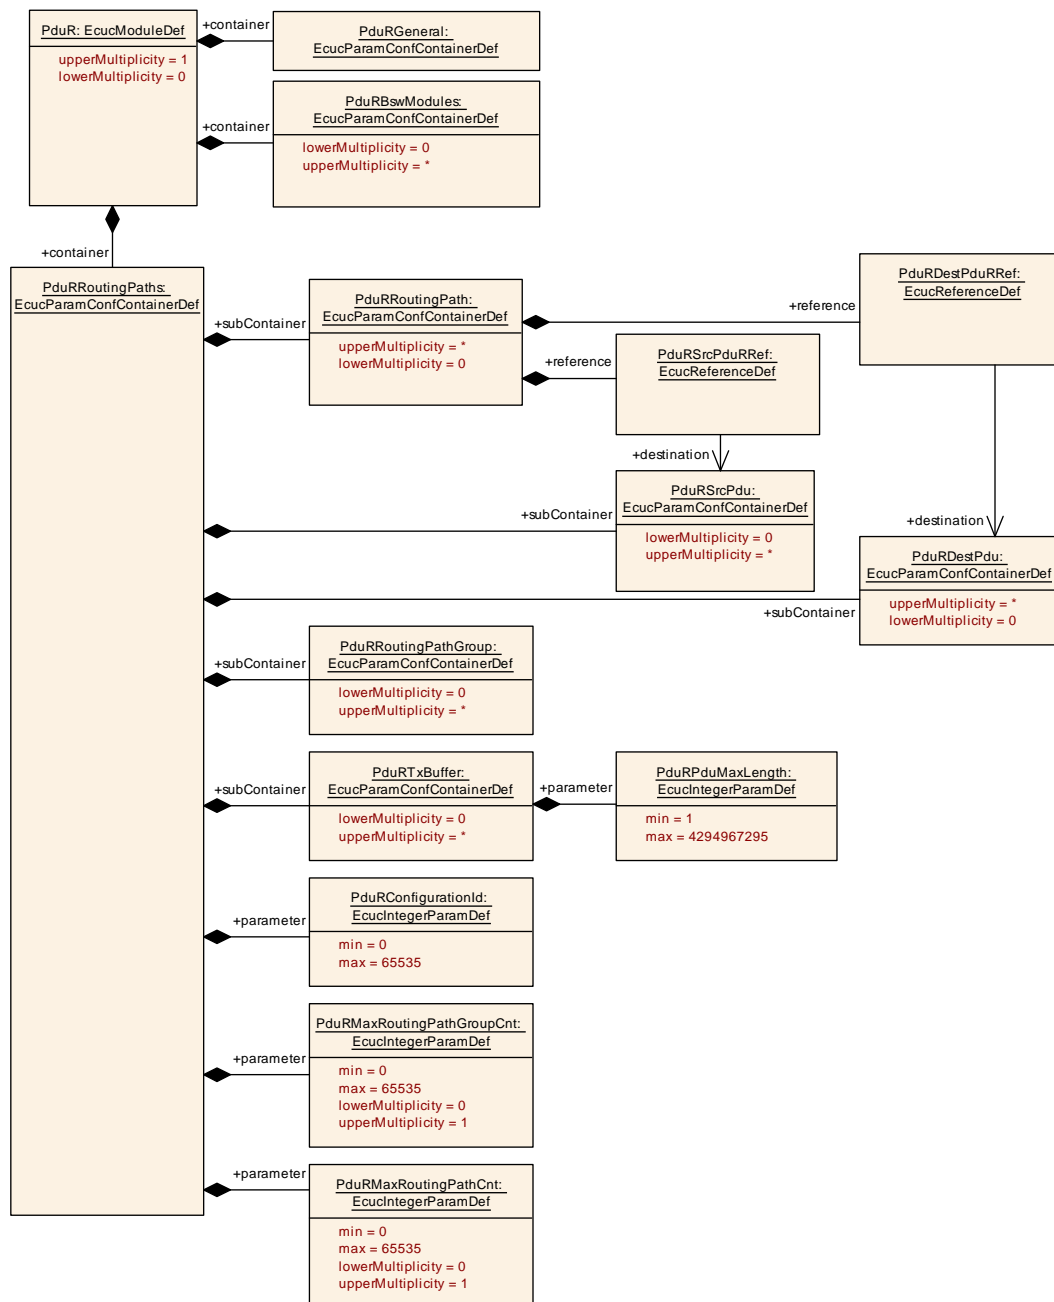 PduR: EcucModuleDef
upperMultiplicity = 1
lowerMultiplicity = 0
+container
PduRGeneral:
EcucParamConfContainerDef
+container
PduRBswModules:
EcucParamConfContainerDef
lowerMultiplicity = 0
upperMultiplicity = *
+container
PduRRoutingPaths:
EcucParamConfContainerDef
+subContainer
PduRRoutingPath:
EcucParamConfContainerDef
upperMultiplicity = *
lowerMultiplicity = 0
+reference
PduRDestPduRRef:
EcucReferenceDef
+reference
PduRSrcPduRRef:
EcucReferenceDef
+destination
+subContainer
PduRSrcPdu:
EcucParamConfContainerDef
lowerMultiplicity = 0
upperMultiplicity = *
+destination
+subContainer
PduRDestPdu:
EcucParamConfContainerDef
upperMultiplicity = *
lowerMultiplicity = 0
+subContainer
PduRRoutingPathGroup:
EcucParamConfContainerDef
lowerMultiplicity = 0
upperMultiplicity = *
+subContainer
PduRTxBuffer:
EcucParamConfContainerDef
lowerMultiplicity = 0
upperMultiplicity = *
+parameter
PduRPduMaxLength:
EcucIntegerParamDef
min = 1
max = 4294967295
+parameter
PduRConfigurationId:
EcucIntegerParamDef
min = 0
max = 65535
+parameter
PduRMaxRoutingPathGroupCnt:
EcucIntegerParamDef
min = 0
max = 65535
lowerMultiplicity = 0
upperMultiplicity = 1
+parameter
PduRMaxRoutingPathCnt:
EcucIntegerParamDef
min = 0
max = 65535
lowerMultiplicity = 0
upperMultiplicity = 1